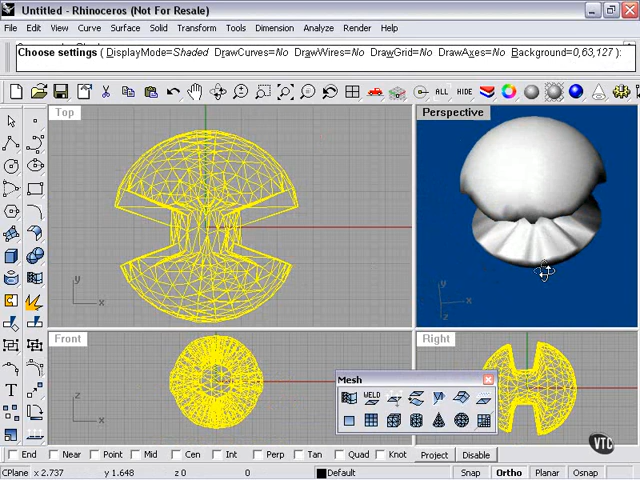 Untitled - Rhinoceros (Not For Resale)
File Edit View Curve Surface Solid Transform Tools Dimension Analyze Render Help
Choose settings ( DisplayMode=Shaded DrawCurves=No DrawWires=No DrawGrid=No DrawAxes=No Background=0,63,127 ):
ALL HIDE
Top
Perspective
y
x
y
x
z
Front
Right
z
x
Mesh
WELD
T
VTC
End Near Point Mid Cen Int Perp Tan Quad Knot Project Disable
CPlane x 2.737 y 1.648 z 0 0 Default Snap Ortho Planar Osnap